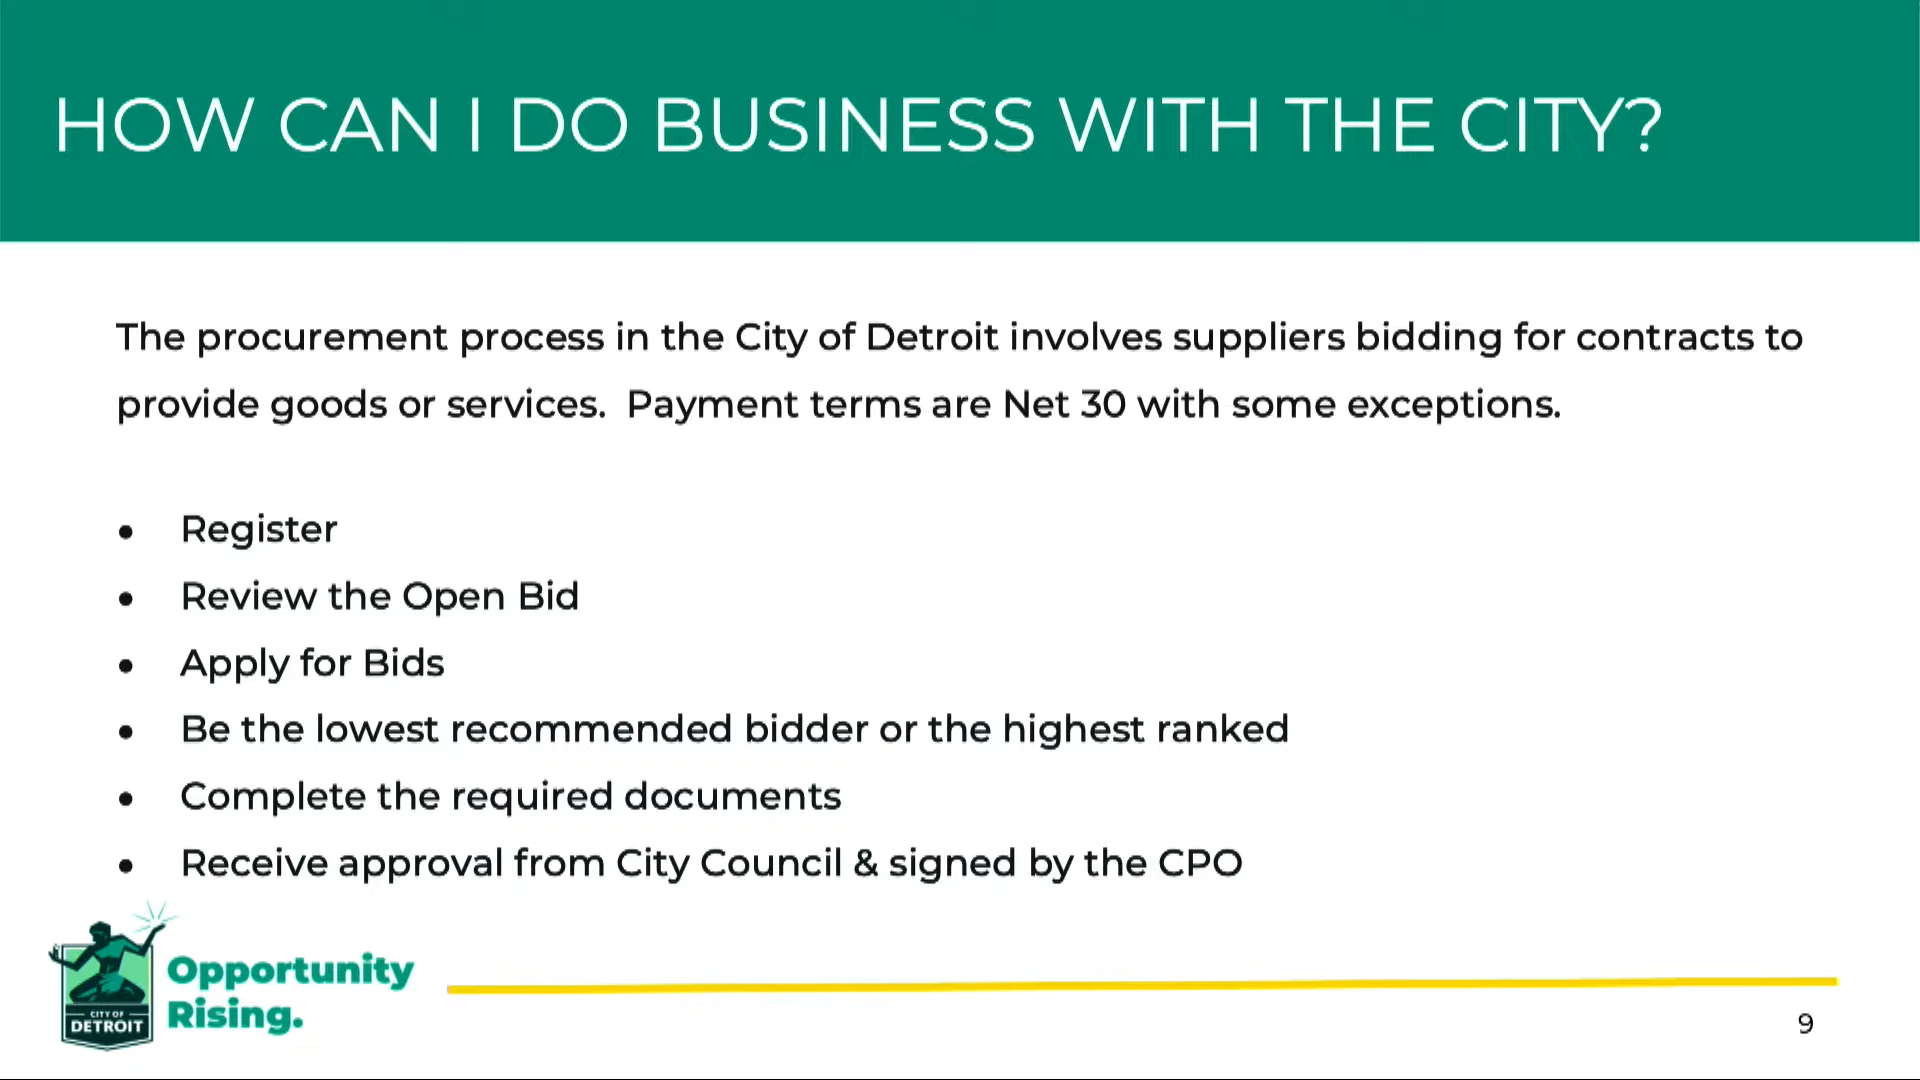 HOW CAN I DO BUSINESS WITH THE CITY?
The procurement process in the City of Detroit involves suppliers bidding for contracts to
provide goods or services.  Payment terms are Net 30 with some exceptions.
• Register
• Review the Open Bid
• Apply for Bids
• Be the lowest recommended bidder or the highest ranked
• Complete the required documents
• Receive approval from City Council & signed by the CPO
Opportunity
Rising.
CITY OF
DETROIT
9